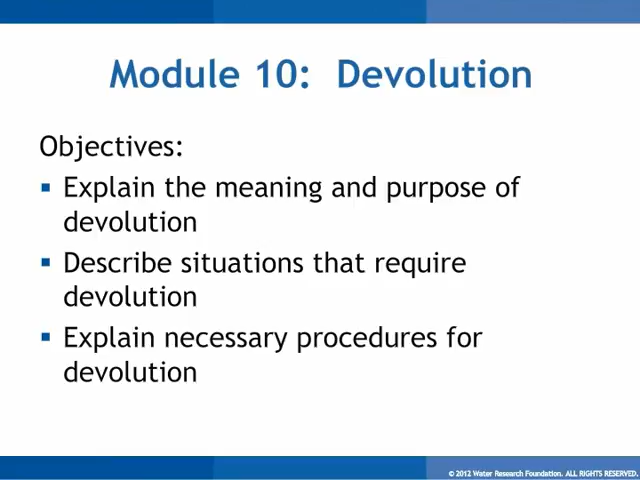 Module 10: Devolution
Objectives:
▪ Explain the meaning and purpose of
devolution
▪ Describe situations that require
devolution
▪ Explain necessary procedures for
devolution
© 2012 Water Research Foundation. ALL RIGHTS RESERVED.